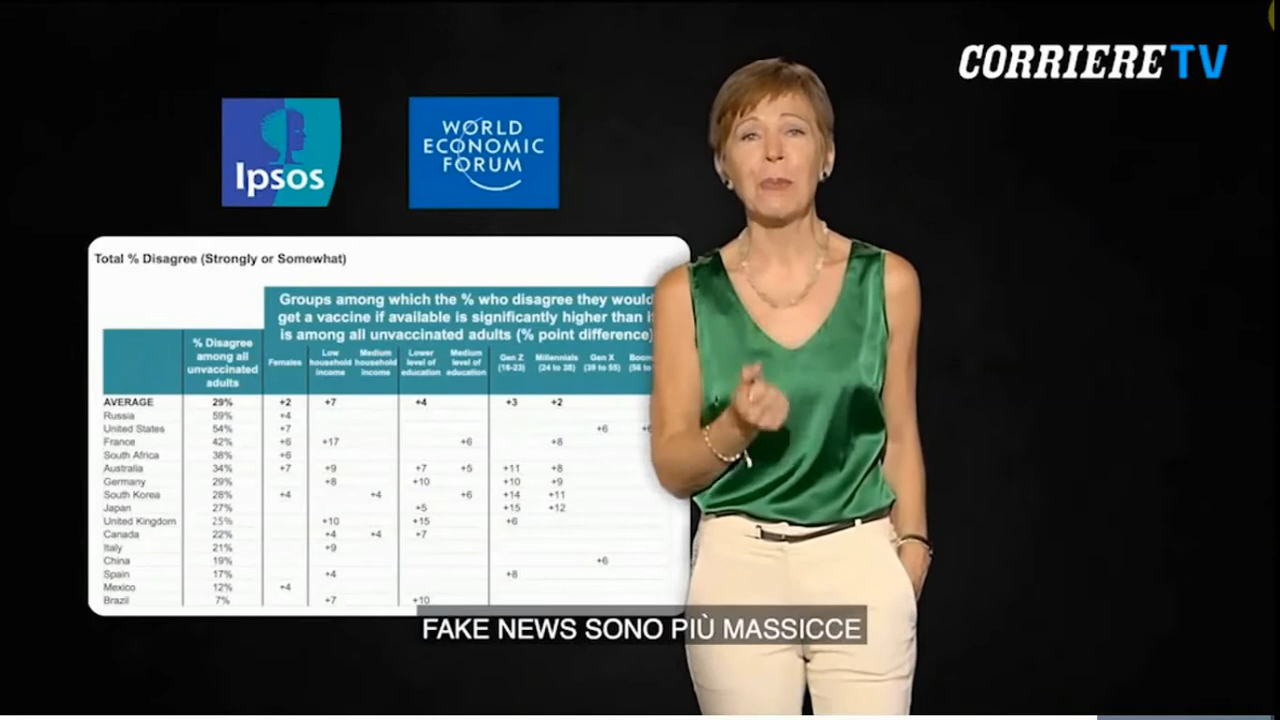 CORRIERE TV
Ipsos
WORLD
ECONOMIC
FORUM
Total % Disagree (Strongly or Somewhat)
Groups among which the % who disagree they would
get a vaccine if available is significantly higher than
is among all unvaccinated adults (% point difference)
% Disagree
among all
unvaccinated
adults
Females
Low
household
income
Medium
household
income
Lower
level of
education
Medium
level of
education
Gen Z
(16-23)
Millennials
(24 to 38)
Gen X
(39 to 55)
AVERAGE 29% +2 +7 +4 +3 +2
Russia 59% +4
United States 54% +7 +6
France 42% +6 +17 +6 +8
South Africa 38% +6
Australia 34% +7 +9 +7 +5 +11 +8
Germany 29% +8 +10 +10 +9
South Korea 28% +4 +4 +6 +14 +11
Japan 27% +5 +15 +12
United Kingdom 25% +10 +15 +6
Canada 22% +4 +4 +7
Italy 21% +9
China 19% +6
Spain 17% +4 +8
Mexico 12% +4
Brazil 7% +7 +10
FAKE NEWS SONO PIÙ MASSICCE